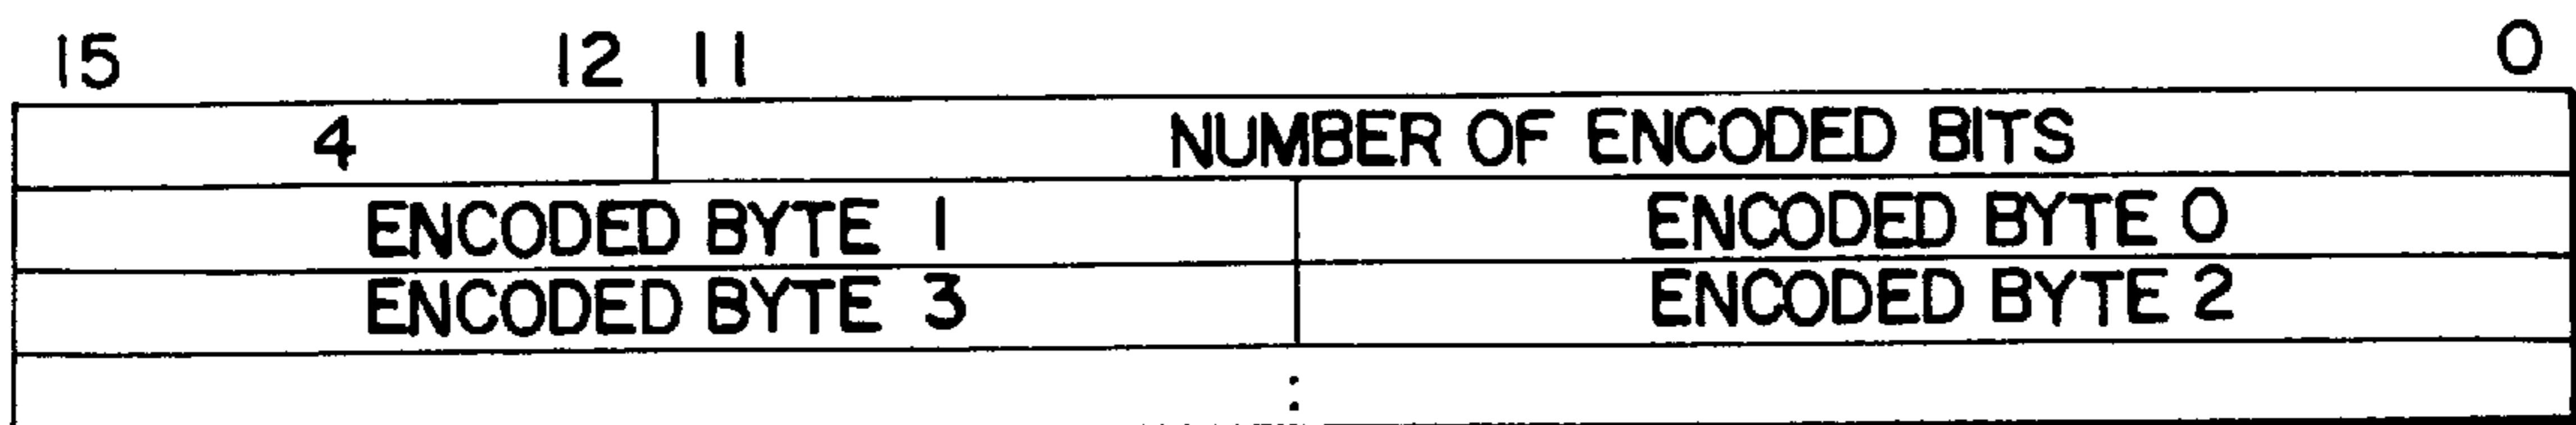 15 12 11 0
4 NUMBER OF ENCODED BITS
ENCODED BYTE 1 ENCODED BYTE 0
ENCODED BYTE 3 ENCODED BYTE 2
: